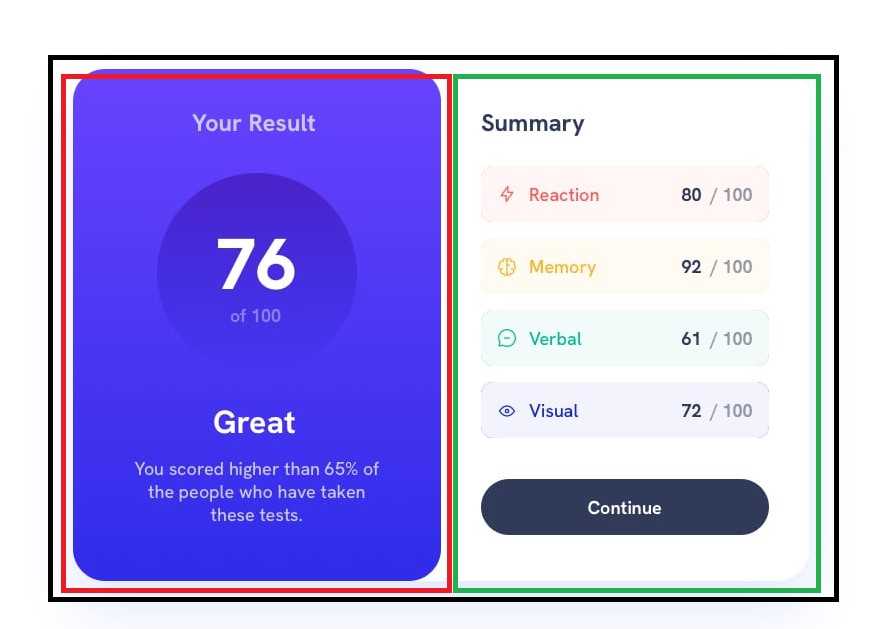 Your Result
76
of 100
Great
You scored higher than 65% of
the people who have taken
these tests.
Summary
Reaction 80 / 100
Memory 92 / 100
Verbal 61 / 100
Visual 72 / 100
Continue